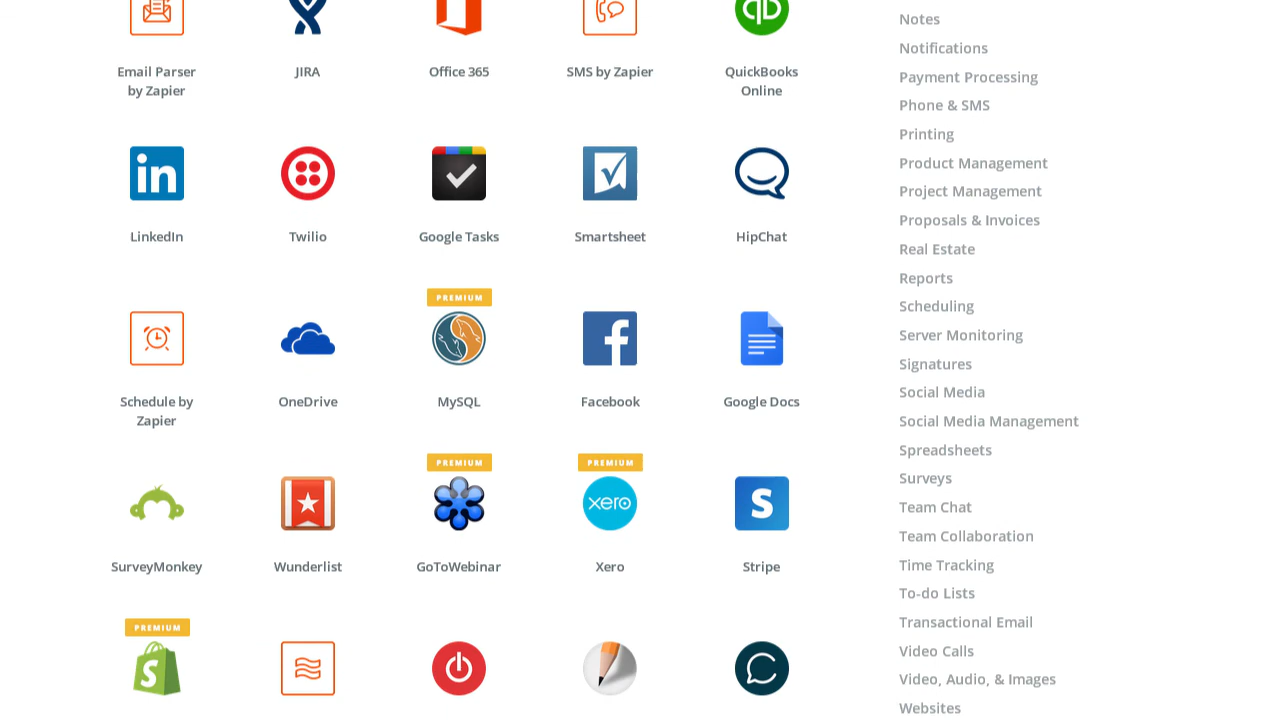 Email Parser
by Zapier
JIRA
Office 365
SMS by Zapier
QuickBooks
Online
in
LinkedIn
Twilio
Google Tasks
Smartsheet
HipChat
Schedule by
Zapier
OneDrive
PREMIUM
MySQL
f
Facebook
Google Docs
SurveyMonkey
Wunderlist
PREMIUM
GoToWebinar
PREMIUM
xero
Xero
S
Stripe
PREMIUM
S
Notes
Notifications
Payment Processing
Phone & SMS
Printing
Product Management
Project Management
Proposals & Invoices
Real Estate
Reports
Scheduling
Server Monitoring
Signatures
Social Media
Social Media Management
Spreadsheets
Surveys
Team Chat
Team Collaboration
Time Tracking
To-do Lists
Transactional Email
Video Calls
Video, Audio, & Images
Websites